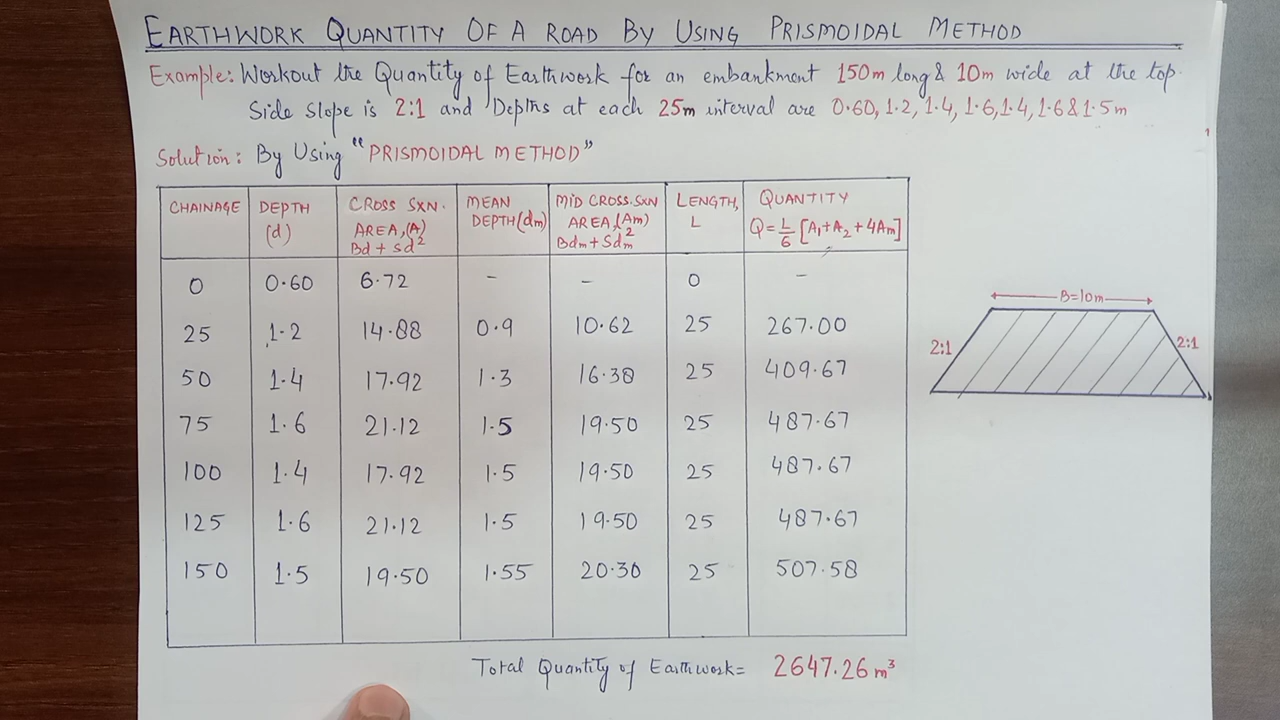 EARTHWORK QUANTITY OF A ROAD BY USING PRISMOIDAL METHOD
Example: Workout the Quantity of Earthwork for an embankment 150m long & 10m wide at the top.
Side Slope is 2:1 and Depths at each 25m interval are 0.60, 1.2, 1.4, 1.6, 1.4, 1.6 & 1.5m
Solution: By Using "PRISMOIDAL METHOD"
CHAINAGE DEPTH (d) CROSS SXN. AREA, (A) Bd + Sd² MEAN DEPTH (dm) MID CROSS.SXN AREA, (Am) Bdm + Sdm² LENGTH, L QUANTITY Q = L/6 [A1 + A2 + 4Am]
0 0.60 6.72 - - 0 -
25 1.2 14.88 0.9 10.62 25 267.00
50 1.4 17.92 1.3 16.38 25 409.67
75 1.6 21.12 1.5 19.50 25 487.67
100 1.4 17.92 1.5 19.50 25 487.67
125 1.6 21.12 1.5 19.50 25 487.67
150 1.5 19.50 1.55 20.30 25 507.58
Total Quantity of Earthwork = 2647.26 m³
B=10m
2:1 2:1